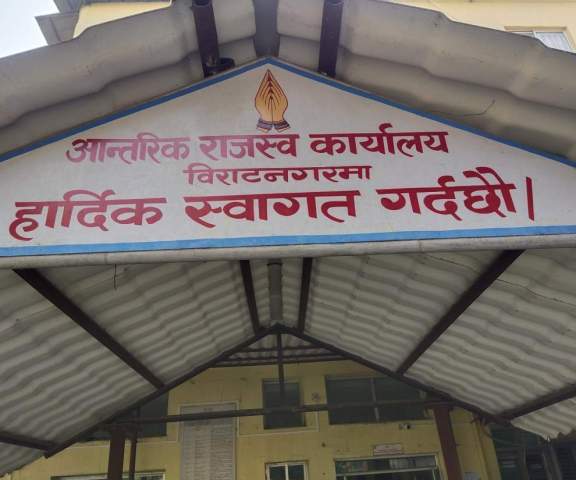 आन्तरिक राजस्व कार्यालय
विराटनगरमा
हार्दिक स्वागत गर्दछौ।